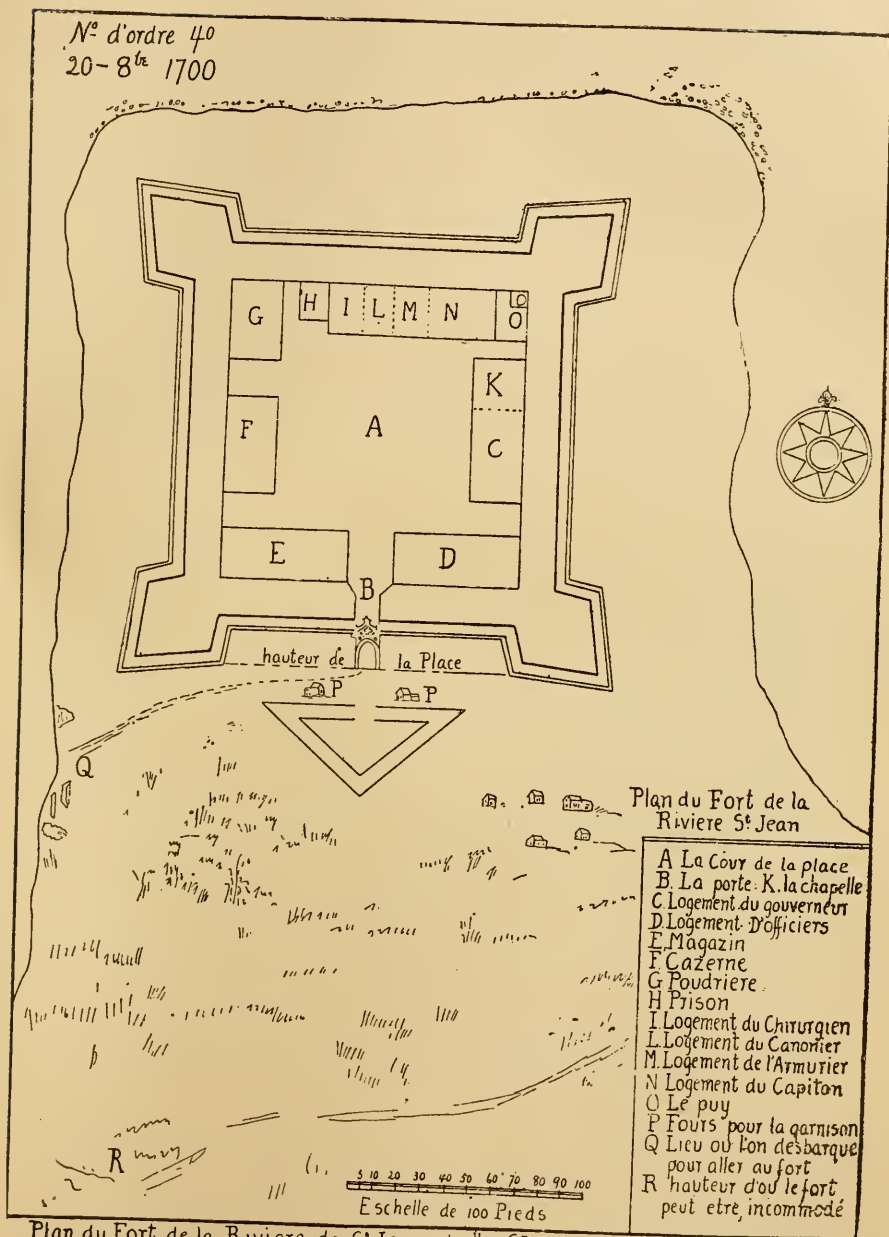 N° d'ordre 40
20-8bre 1700
G
H
I
L
M
N
O
K
F
A
C
E
D
B
hauteur de la Place
P
P
Q
Plan du Fort de la
Riviere St Jean
A La Cour de la place
B. La porte: K. la chapelle
C. Logement du gouverneur
D. Logement D'officiers
E. Magazin
F. Cazerne
G Poudriere
H Prison
I. Logement du Chirurgien
L. Logement du Canonier
M. Logement de l'Armurier
N Logement du Capitan
O Le puy
P Fours pour la garnison
Q Lieu ou l'on desbarque
pour aller au fort
R hauteur d'ou le fort
peut etre, incommodé
R
5 10 20 30 40 50 60 70 80 90 100
Eschelle de 100 Pieds
Plan du Fort de la Riviere de St